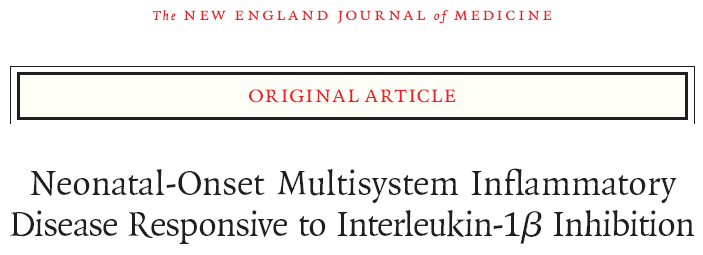 The NEW ENGLAND JOURNAL of MEDICINE
ORIGINAL ARTICLE
Neonatal-Onset Multisystem Inflammatory
Disease Responsive to Interleukin-1β Inhibition